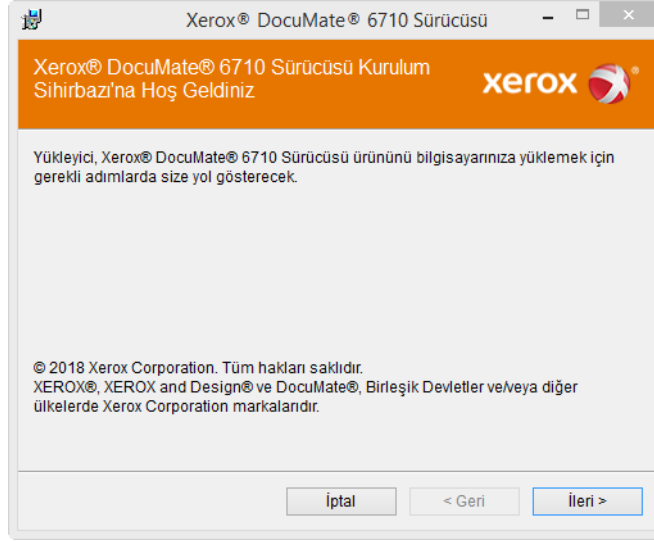 Xerox® DocuMate® 6710 Sürücüsü
Xerox® DocuMate® 6710 Sürücüsü Kurulum
Sihirbazı'na Hoş Geldiniz
xerox
Yükleyici, Xerox® DocuMate® 6710 Sürücüsü ürününü bilgisayarınıza yüklemek için
gerekli adımlarda size yol gösterecek.
© 2018 Xerox Corporation. Tüm hakları saklıdır.
XEROX®, XEROX and Design® ve DocuMate®, Birleşik Devletler ve/veya diğer
ülkelerde Xerox Corporation markalarıdır.
İptal
< Geri
İleri >